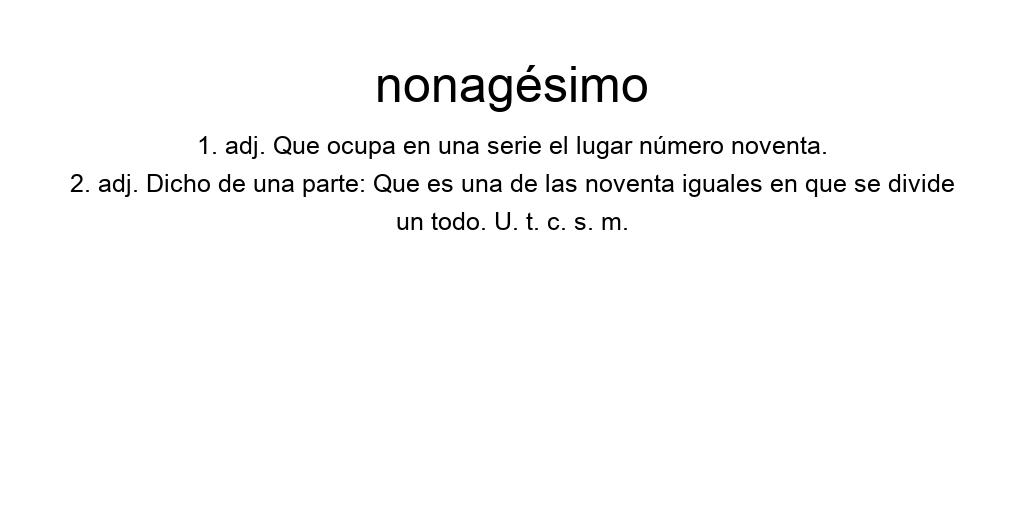 nonagésimo
1. adj. Que ocupa en una serie el lugar número noventa.
2. adj. Dicho de una parte: Que es una de las noventa iguales en que se divide
un todo. U. t. c. s. m.